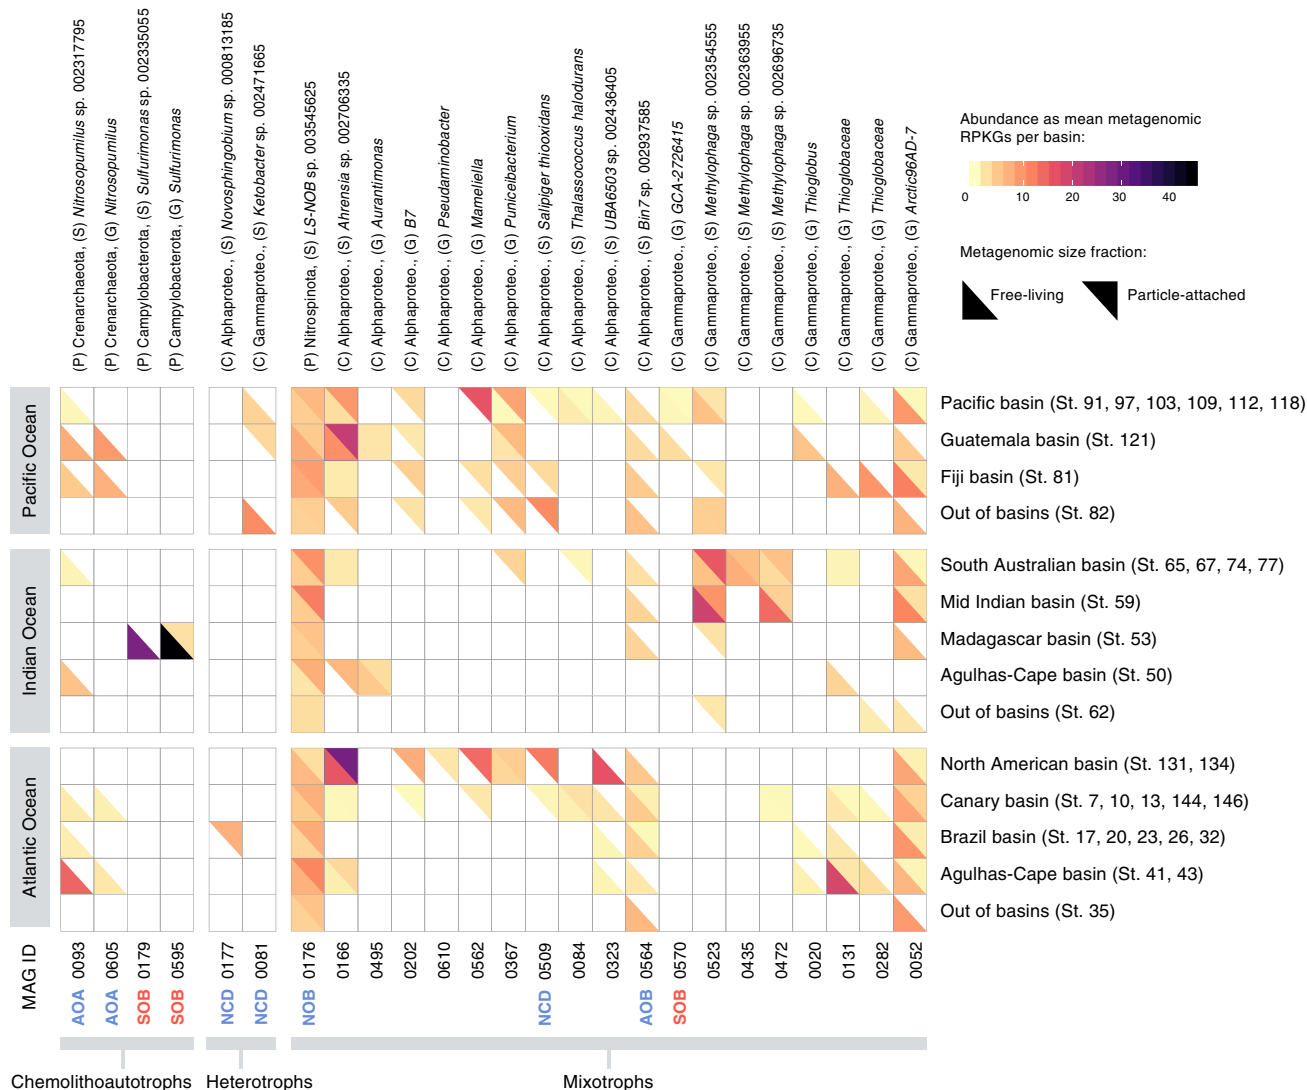 (P) Crenarchaeota, (S) Nitrosopumilus sp. 002317795
(P) Crenarchaeota, (G) Nitrosopumilus
(P) Campylobacterota, (S) Sulfurimonas sp. 002335055
(P) Campylobacterota, (G) Sulfurimonas
(C) Alphaproteo., (S) Novosphingobium sp. 000813185
(C) Gammaproteo., (S) Ketobacter sp. 002471665
(P) Nitrospinota, (S) LS-NOB sp. 003545625
(C) Alphaproteo., (S) Ahrensia sp. 002706335
(C) Alphaproteo., (G) Aurantimonas
(C) Alphaproteo., (G) B7
(C) Alphaproteo., (G) Pseudaminobacter
(C) Alphaproteo., (G) Mameliella
(C) Alphaproteo., (G) Puniceibacterium
(C) Alphaproteo., (S) Salipiger thiooxidans
(C) Alphaproteo., (S) Thalassococcus halodurans
(C) Alphaproteo., (S) UBA6503 sp. 002436405
(C) Alphaproteo., (S) Bin7 sp. 002937585
(C) Gammaproteo., (G) GCA-2726415
(C) Gammaproteo., (S) Methylophaga sp. 002354555
(C) Gammaproteo., (S) Methylophaga sp. 002363955
(C) Gammaproteo., (S) Methylophaga sp. 002696735
(C) Gammaproteo., (G) Thioglobus
(C) Gammaproteo., (G) Thioglobaceae
(C) Gammaproteo., (G) Thioglobaceae
(C) Gammaproteo., (G) Arctic96AD-7
Abundance as mean metagenomic
RPKGs per basin:
0 10 20 30 40
Metagenomic size fraction:
Free-living Particle-attached
Pacific Ocean
Pacific basin (St. 91, 97, 103, 109, 112, 118)
Guatemala basin (St. 121)
Fiji basin (St. 81)
Out of basins (St. 82)
Indian Ocean
South Australian basin (St. 65, 67, 74, 77)
Mid Indian basin (St. 59)
Madagascar basin (St. 53)
Agulhas-Cape basin (St. 50)
Out of basins (St. 62)
Atlantic Ocean
North American basin (St. 131, 134)
Canary basin (St. 7, 10, 13, 144, 146)
Brazil basin (St. 17, 20, 23, 26, 32)
Agulhas-Cape basin (St. 41, 43)
Out of basins (St. 35)
MAG ID
AOA 0093
AOA 0605
SOB 0179
SOB 0595
NCD 0177
NCD 0081
NOB 0176
0166
0495
0202
0610
0562
0367
NCD 0509
0084
0323
AOB 0564
SOB 0570
0523
0435
0472
0020
0131
0282
0052
Chemolithoautotrophs Heterotrophs Mixotrophs